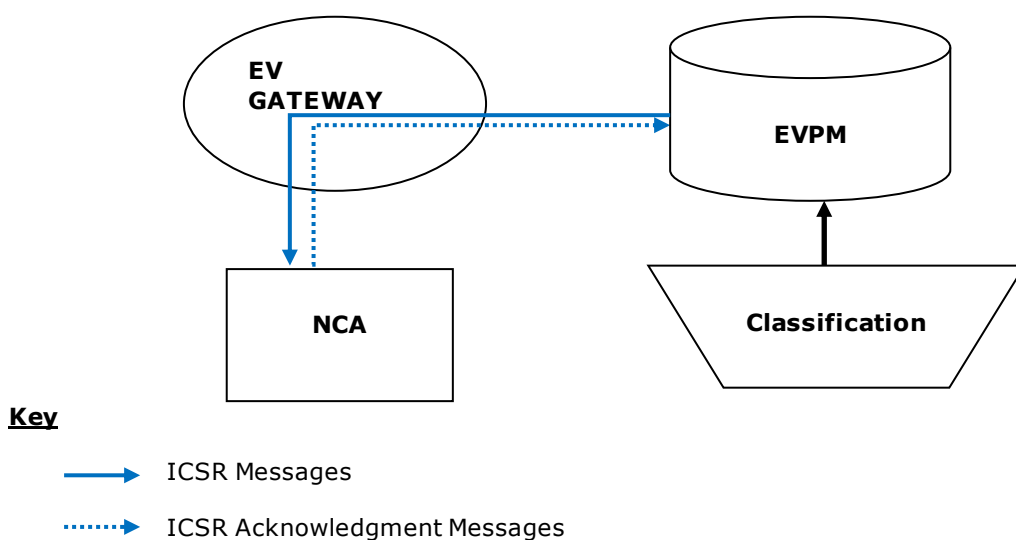 EV
GATEWAY
EVPM
NCA
Classification
Key
ICSR Messages
ICSR Acknowledgment Messages